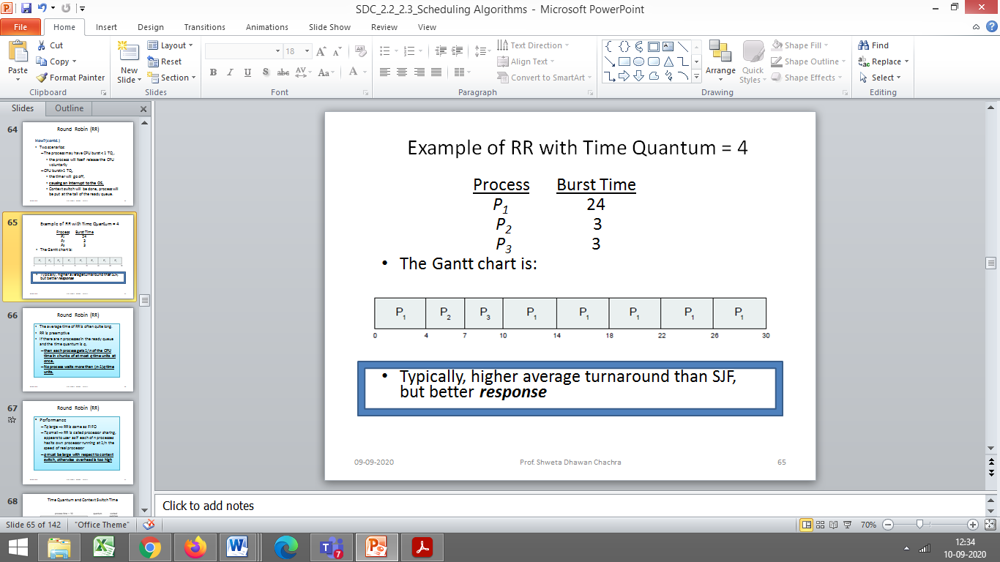 SDC_2.2_2.3_Scheduling Algorithms - Microsoft PowerPoint
File Home Insert Design Transitions Animations Slide Show Review View
Paste
Cut
Copy
Format Painter
Clipboard
New Slide
Layout
Reset
Section
Slides
18
B I U S abc AV Aa A
Font
Text Direction
Align Text
Convert to SmartArt
Paragraph
Arrange
Quick Styles
Shape Fill
Shape Outline
Shape Effects
Drawing
Find
Replace
Select
Editing
Slides Outline
64
Round Robin (RR)
How?(contd.)
• Two scenarios:
–The process may have CPU burst < 1 TQ,
• the process will itself release the CPU
voluntarily
–CPU burst>1 TQ,
• the timer will go off,
• causing an interrupt to the OS.
• Context switch will be done, process will
be put at the tail of the ready queue.
65
Example of RR with Time Quantum = 4
Process Burst Time
P1 24
P2 3
P3 3
• The Gantt chart is:
• Typically, higher average turnaround than SJF,
but better response
66
Round Robin (RR)
• The average time of RR is often quite long.
• RR is preemptive
• If there are n processes in the ready queue
and the time quantum is q,
–then each process gets 1/n of the CPU
time in chunks of at most q time units at
once.
–No process waits more than (n-1)q time
units.
67
Round Robin (RR)
• Performance
–Tq large → RR is same as FIFO
–Tq small → RR is called processor sharing,
appears to user as if each of n processes
has its own processor running at 1/n the
speed of real processor
–q must be large with respect to context
switch, otherwise overhead is too high
68
Time Quantum and Context Switch Time
Example of RR with Time Quantum = 4
Process Burst Time
P1 24
P2 3
P3 3
• The Gantt chart is:
P1 P2 P3 P1 P1 P1 P1 P1
0 4 7 10 14 18 22 26 30
• Typically, higher average turnaround than SJF,
but better response
09-09-2020 Prof. Shweta Dhawan Chachra 65
Click to add notes
Slide 65 of 142 "Office Theme" 70%
7
12:34
10-09-2020